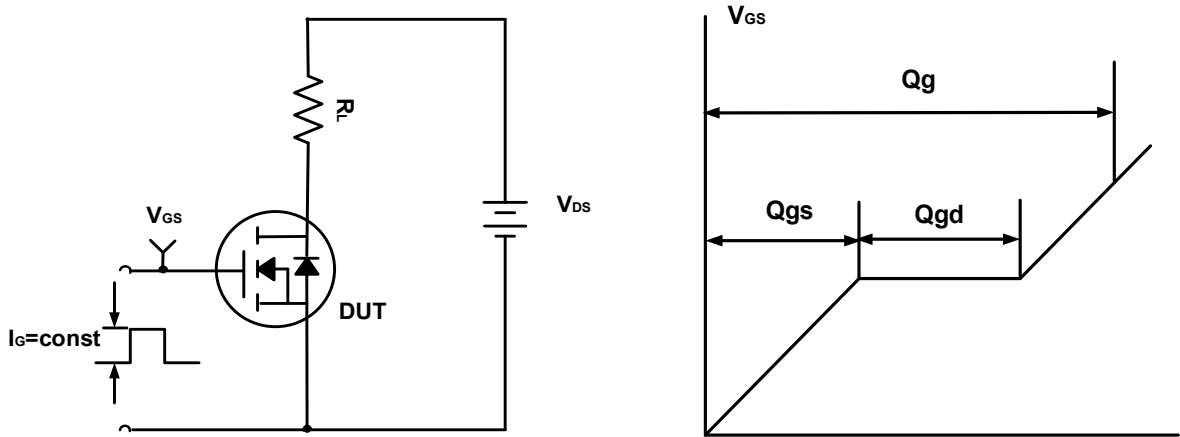 RL
VGS
VDS
DUT
IG=const
VGS
Qg
Qgs
Qgd